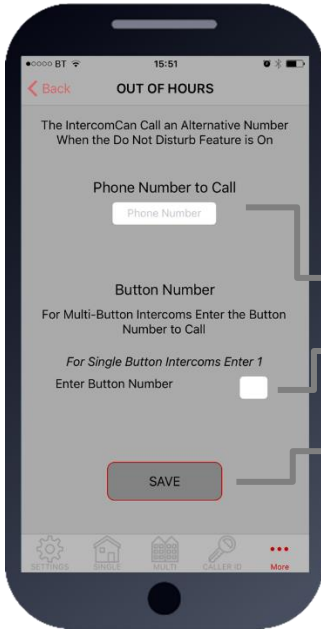 ●○○○○ BT 15:51
Back OUT OF HOURS
The IntercomCan Call an Alternative Number
When the Do Not Disturb Feature is On
Phone Number to Call
Phone Number
Button Number
For Multi-Button Intercoms Enter the Button
Number to Call
For Single Button Intercoms Enter 1
Enter Button Number
SAVE
SETTINGS SINGLE MULTI CALLER ID More